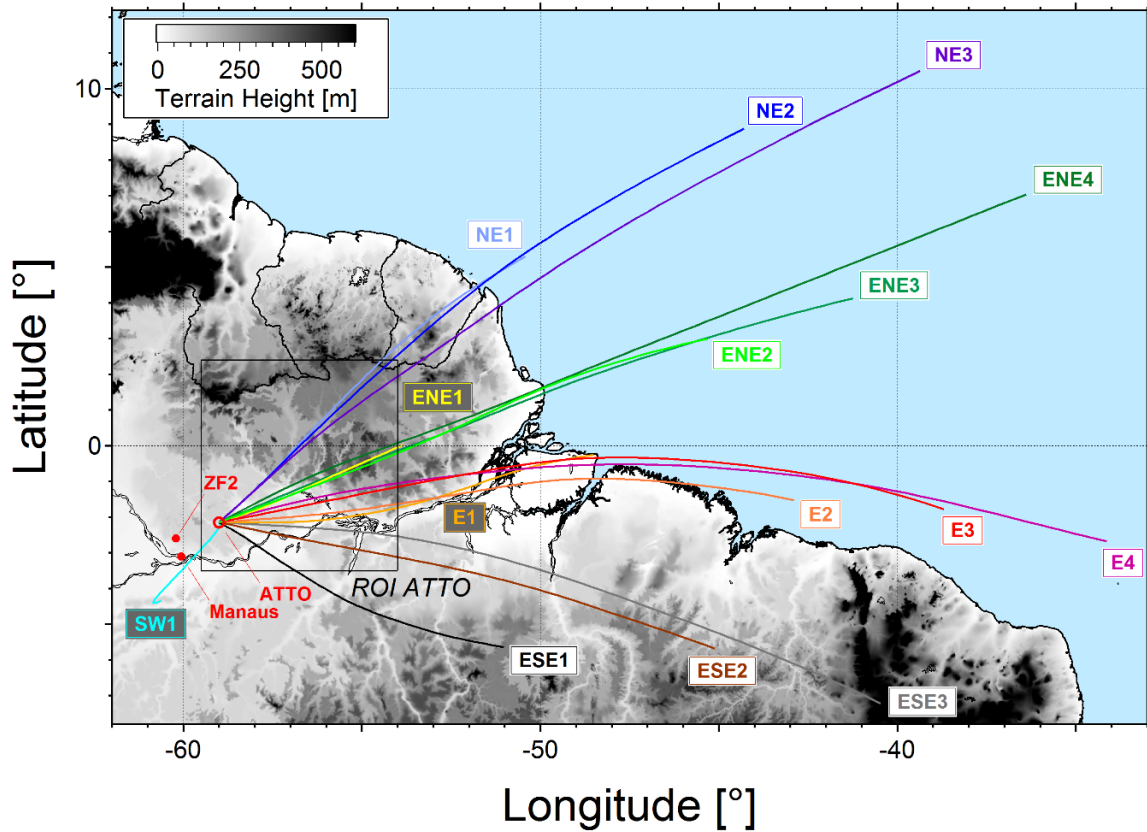 0 250 500
Terrain Height [m]
NE3
NE2
ENE4
NE1
ENE3
ENE2
ENE1
ZF2
E1
E2
E3
E4
ROI ATTO
ATTO
Manaus
SW1
ESE1
ESE2
ESE3
10
0
Latitude [°]
-60 -50 -40
Longitude [°]